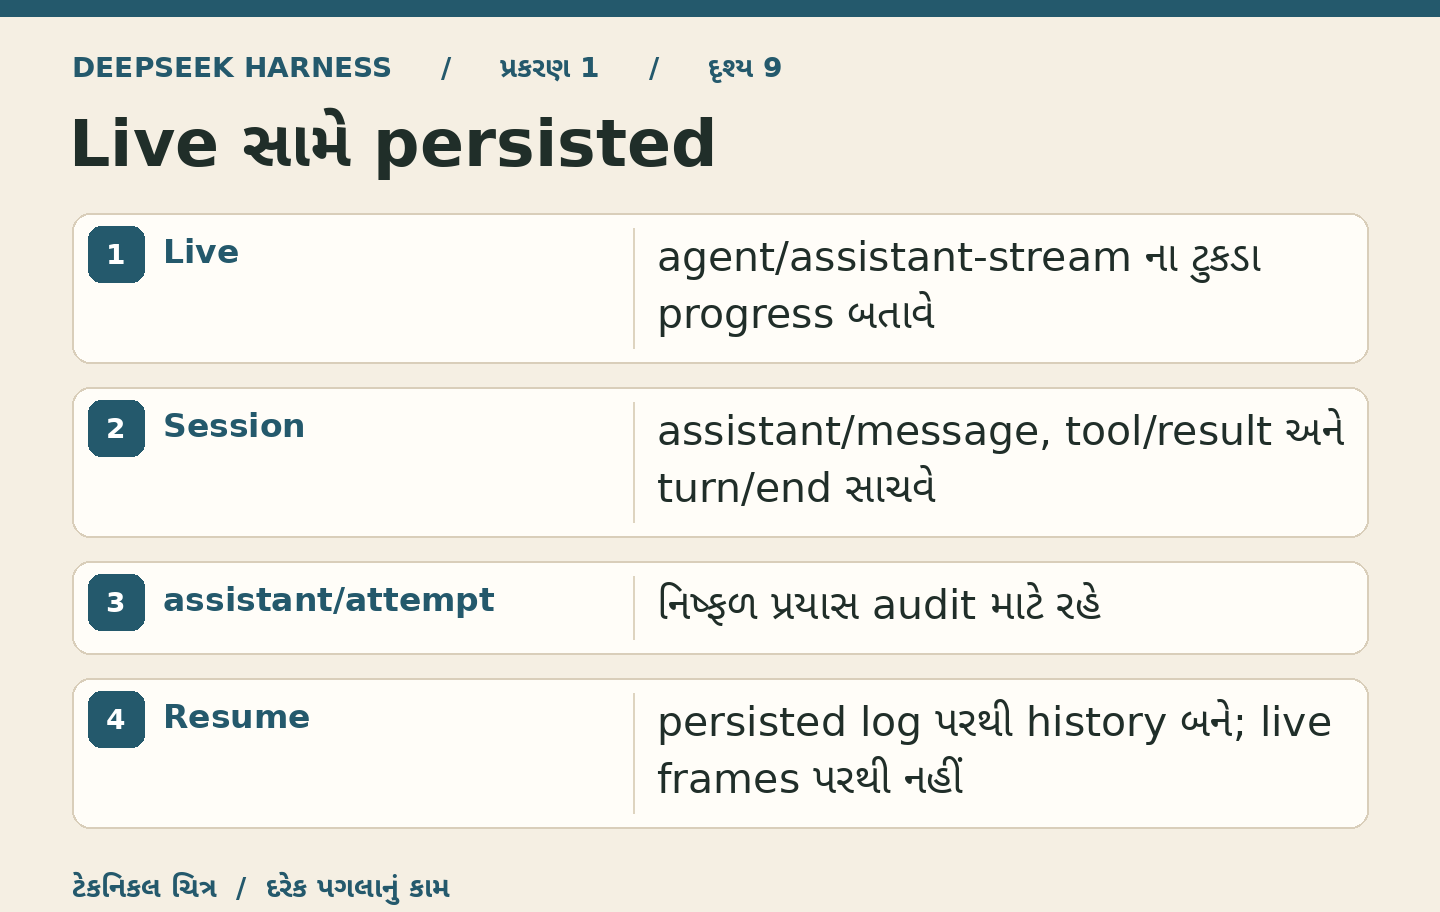 DEEPSEEK HARNESS / પ્રકરણ 1 / દૃશ્ય 9
Live સામે persisted
1 Live
agent/assistant-stream ના ટુકડા
progress બતાવે
2 Session
assistant/message, tool/result અને
turn/end સાચવે
3 assistant/attempt
નિષ્ફળ પ્રયાસ audit માટે રહે
4 Resume
persisted log પરથી history બને; live
frames પરથી નહીં
ટેકનિકલ ચિત્ર / દરેક પગલાનું કામ